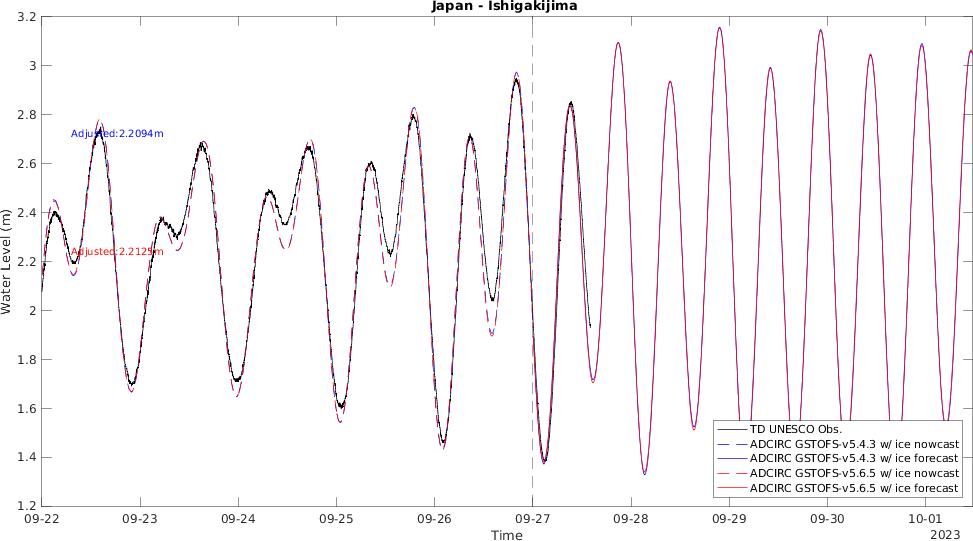 Japan - Ishigakijima
3.2
3
2.8
2.6
2.4
2.2
2
1.8
1.6
1.4
1.2
Water Level (m)
Adjusted:2.2094m
Adjusted:2.2125m
TD UNESCO Obs.
ADCIRC GSTOFS-v5.4.3 w/ ice nowcast
ADCIRC GSTOFS-v5.4.3 w/ ice forecast
ADCIRC GSTOFS-v5.6.5 w/ ice nowcast
ADCIRC GSTOFS-v5.6.5 w/ ice forecast
09-22 09-23 09-24 09-25 09-26 09-27 09-28 09-29 09-30 10-01
Time
2023